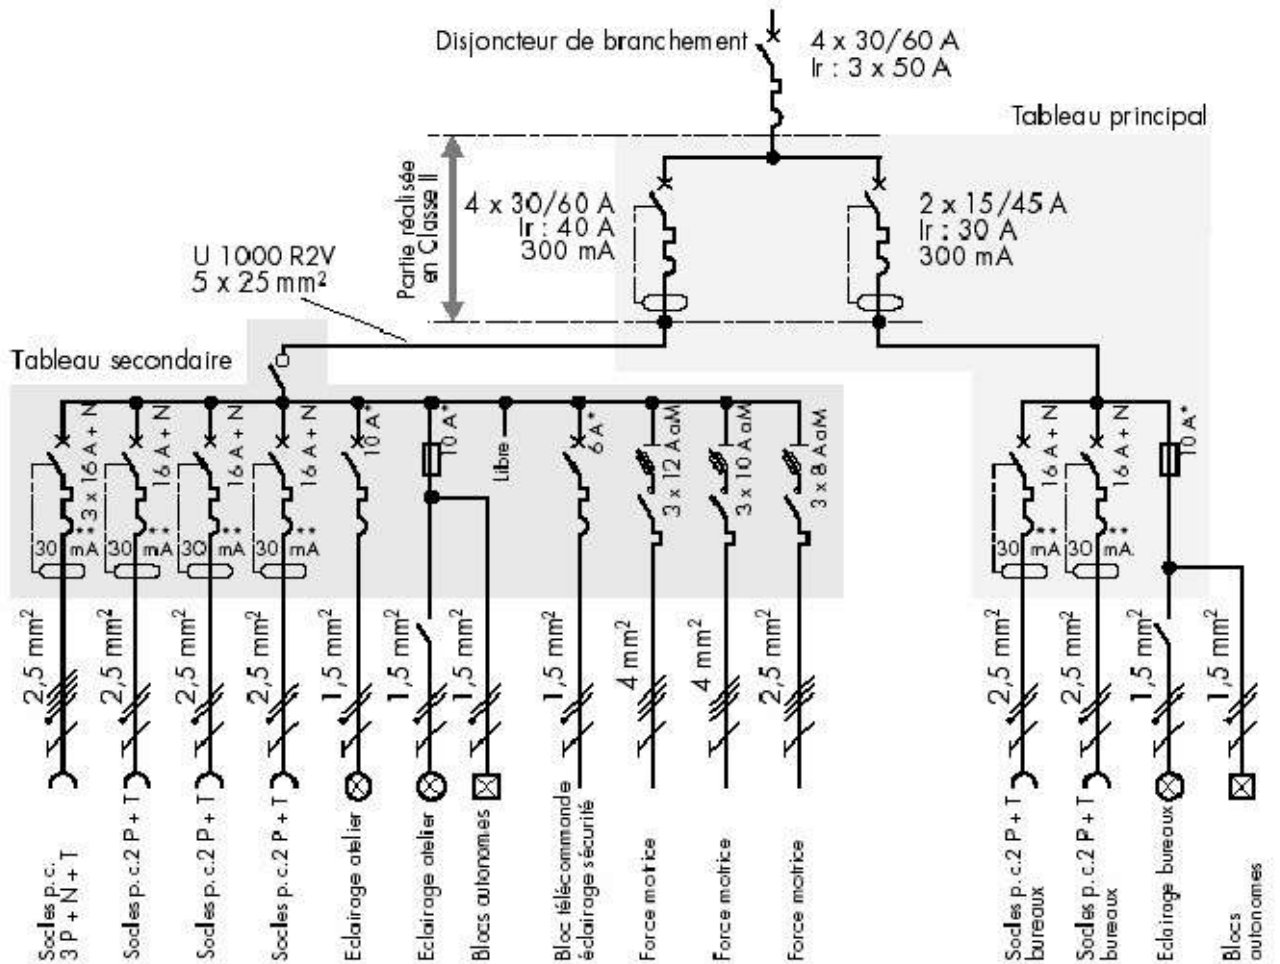 Disjoncteur de branchement
4 x 30/60 A
Ir : 3 x 50 A
Tableau principal
Partie réalisée
en Classe II
4 x 30/60 A
Ir : 40 A
300 mA
2 x 15/45 A
Ir : 30 A
300 mA
U 1000 R2V
5 x 25 mm²
Tableau secondaire
3 x 16 A + N
16 A + N
16 A + N
16 A + N
10 A*
10 A*
Libre
6 A*
3 x 12 A aM
3 x 10 A aM
3 x 8 A aM
16 A + N
16 A + N
10 A*
30 mA**
30 mA**
30 mA**
30 mA**
30 mA**
30 mA.
2,5 mm²
2,5 mm²
2,5 mm²
2,5 mm²
1,5 mm²
1,5 mm²
1,5 mm²
1,5 mm²
4 mm²
4 mm²
2,5 mm²
2,5 mm²
2,5 mm²
1,5 mm²
1,5 mm²
Socles p. c.
3 P + N + T
Socles p. c.2 P + T
Socles p. c.2 P + T
Socles p. c.2 P + T
Eclairage atelier
Eclairage atelier
Blocs autonomes
Bloc télécommande
éclairage sécurité
Force motrice
Force motrice
Force motrice
Socles p. c.2 P + T
bureaux
Socles p. c.2 P + T
bureaux
Eclairage bureaux
Blocs
autonomes